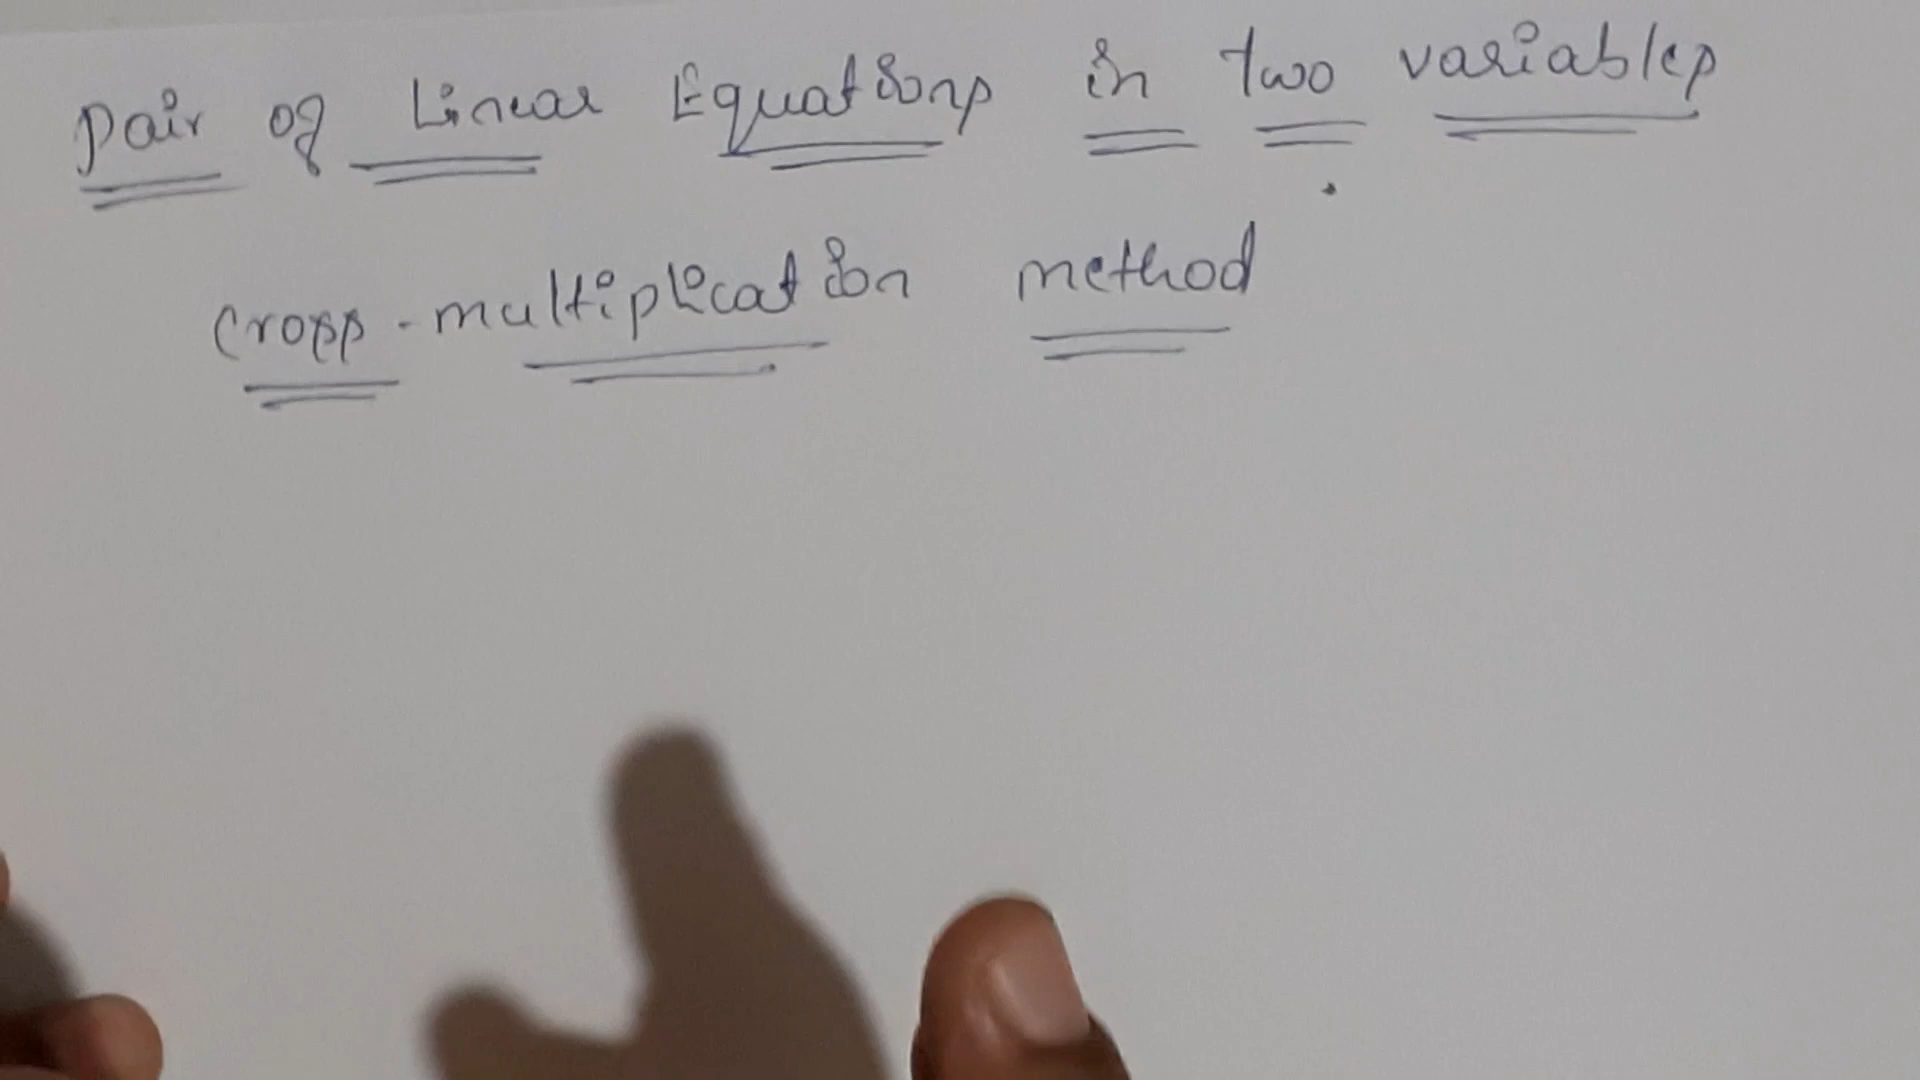 Pair of Linear Equations in two variables
cross-multiplication method